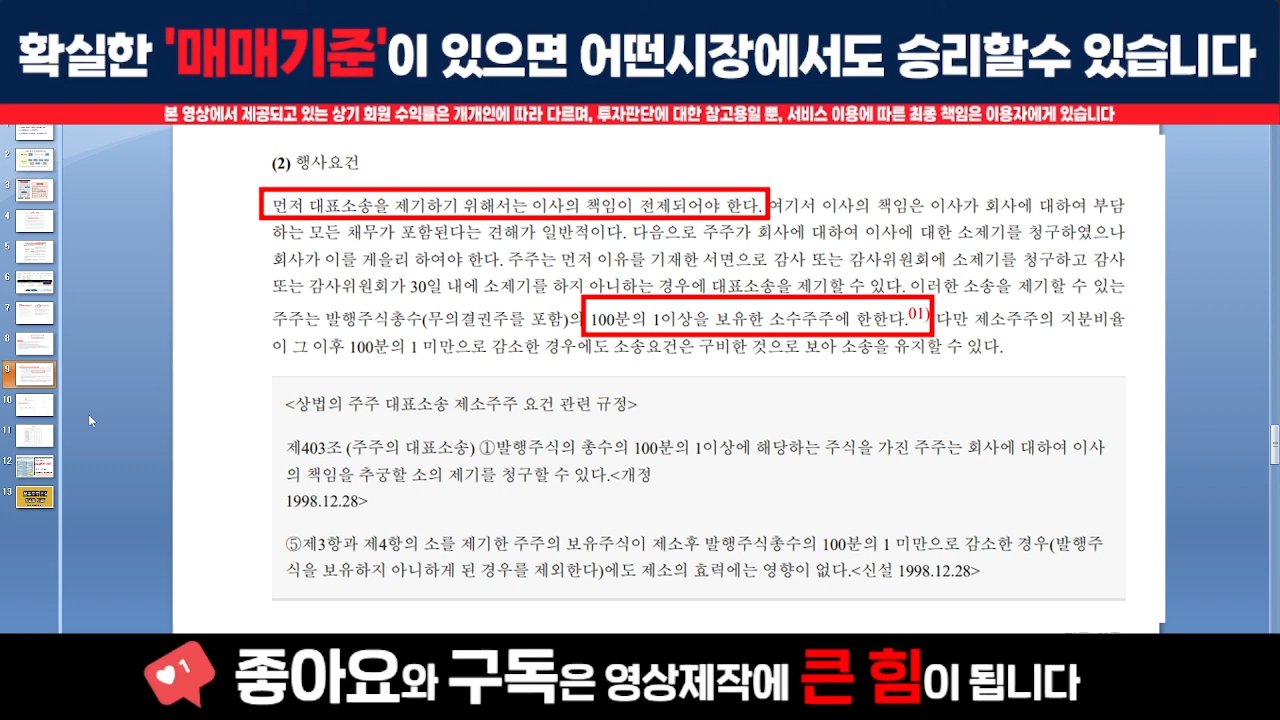 확실한 '매매기준'이 있으면 어떤시장에서도 승리할수 있습니다
본 영상에서 제공되고 있는 상기 회원 수익률은 개개인에 따라 다르며, 투자판단에 대한 참고용일 뿐, 서비스 이용에 따른 최종 책임은 이용자에게 있습니다
(2) 행사요건
먼저 대표소송을 제기하기 위해서는 이사의 책임이 전제되어야 한다. 여기서 이사의 책임은 이사가 회사에 대하여 부담
하는 모든 채무가 포함된다는 견해가 일반적이다. 다음으로 주주가 회사에 대하여 이사에 대한 소제기를 청구하였으나
회사가 이를 게을리 하여야 한다. 주주는 먼저 이유를 기재한 서면으로 감사 또는 감사위원회에 소제기를 청구하고 감사
또는 감사위원회가 30일 내에 소제기를 하지 아니하는 경우에 대표소송을 제기할 수 있다. 이러한 소송을 제기할 수 있는
주주는 발행주식총수(무의결권주를 포함)의 100분의 1이상을 보유한 소수주주에 한한다.01) 다만 제소주주의 지분비율
이 그 이후 100분의 1 미만으로 감소한 경우에도 소송요건은 구비한 것으로 보아 소송을 유지할 수 있다.
<상법의 주주 대표소송 제소주주 요건 관련 규정>
제403조 (주주의 대표소송) ①발행주식의 총수의 100분의 1이상에 해당하는 주식을 가진 주주는 회사에 대하여 이사
의 책임을 추궁할 소의 제기를 청구할 수 있다.<개정
1998.12.28>
⑤제3항과 제4항의 소를 제기한 주주의 보유주식이 제소후 발행주식총수의 100분의 1 미만으로 감소한 경우(발행주
식을 보유하지 아니하게 된 경우를 제외한다)에도 제소의 효력에는 영향이 없다.<신설 1998.12.28>
2
3
4
5
6
7
8
9
10
11
12
13
1
좋아요와 구독은 영상제작에 큰 힘이 됩니다